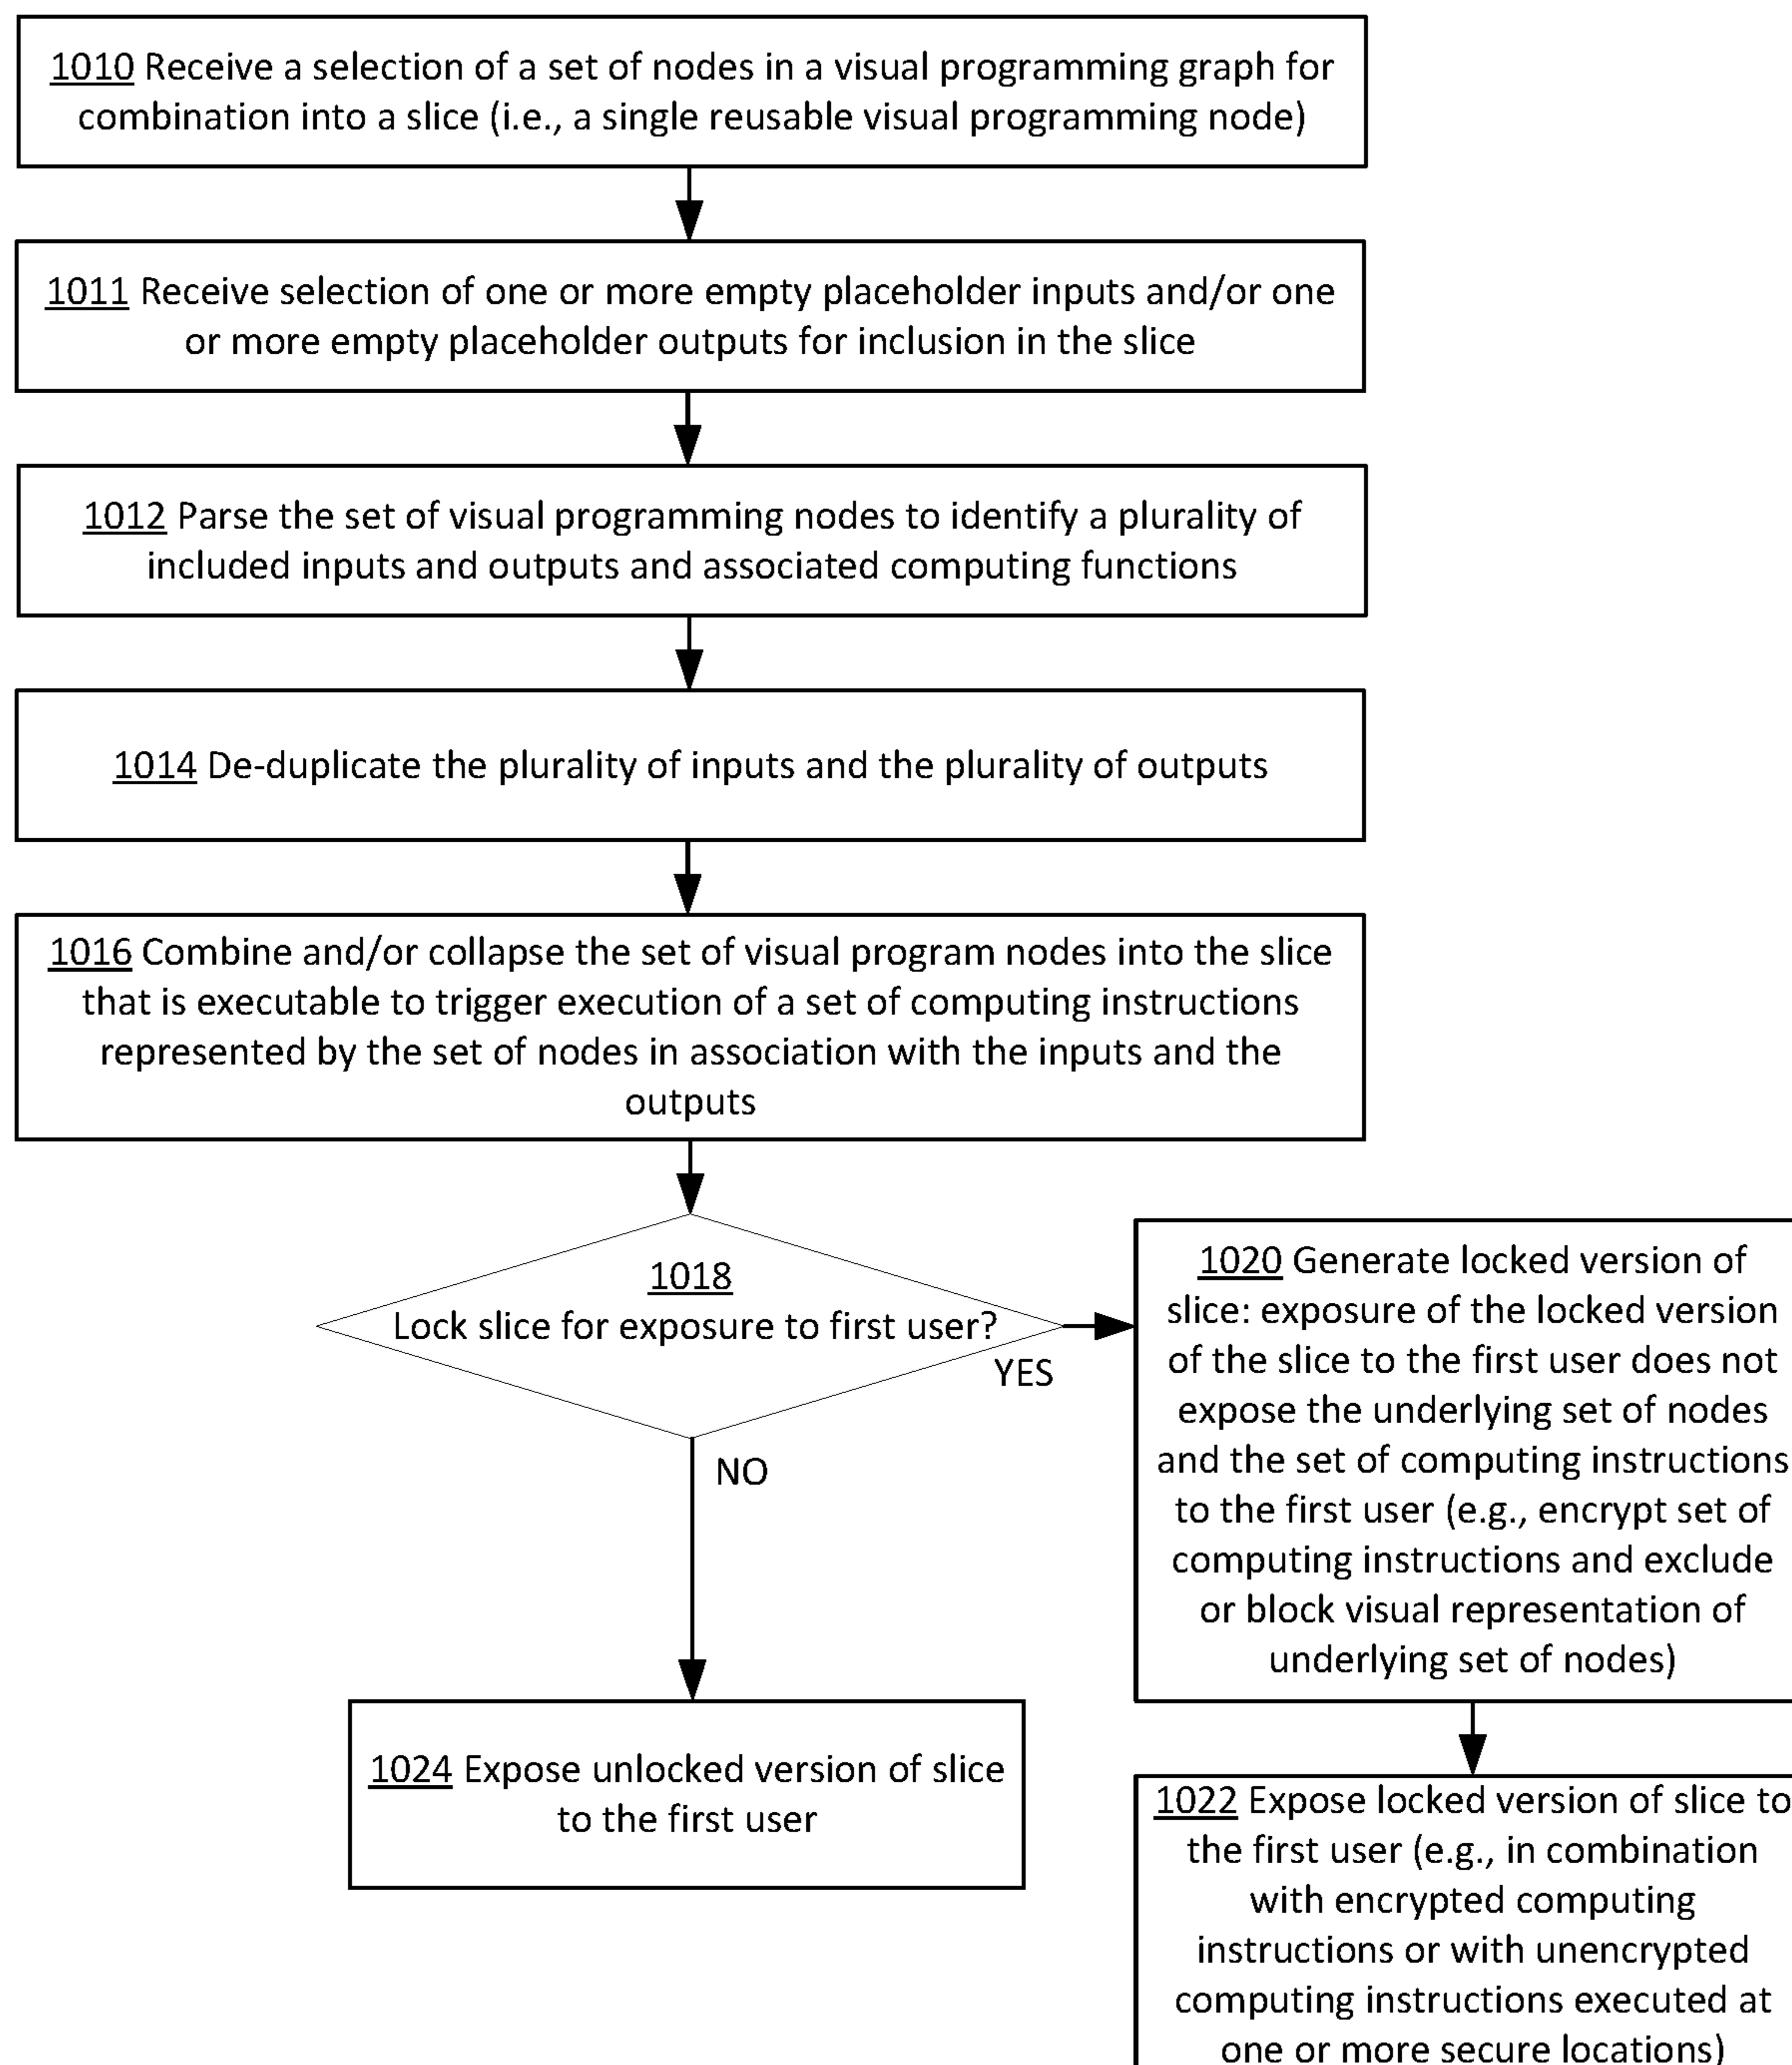 1010 Receive a selection of a set of nodes in a visual programming graph for
combination into a slice (i.e., a single reusable visual programming node)
1011 Receive selection of one or more empty placeholder inputs and/or one
or more empty placeholder outputs for inclusion in the slice
1012 Parse the set of visual programming nodes to identify a plurality of
included inputs and outputs and associated computing functions
1014 De-duplicate the plurality of inputs and the plurality of outputs
1016 Combine and/or collapse the set of visual program nodes into the slice
that is executable to trigger execution of a set of computing instructions
represented by the set of nodes in association with the inputs and the
outputs
1018
Lock slice for exposure to first user?
YES
NO
1020 Generate locked version of
slice: exposure of the locked version
of the slice to the first user does not
expose the underlying set of nodes
and the set of computing instructions
to the first user (e.g., encrypt set of
computing instructions and exclude
or block visual representation of
underlying set of nodes)
1024 Expose unlocked version of slice
to the first user
1022 Expose locked version of slice to
the first user (e.g., in combination
with encrypted computing
instructions or with unencrypted
computing instructions executed at
one or more secure locations)